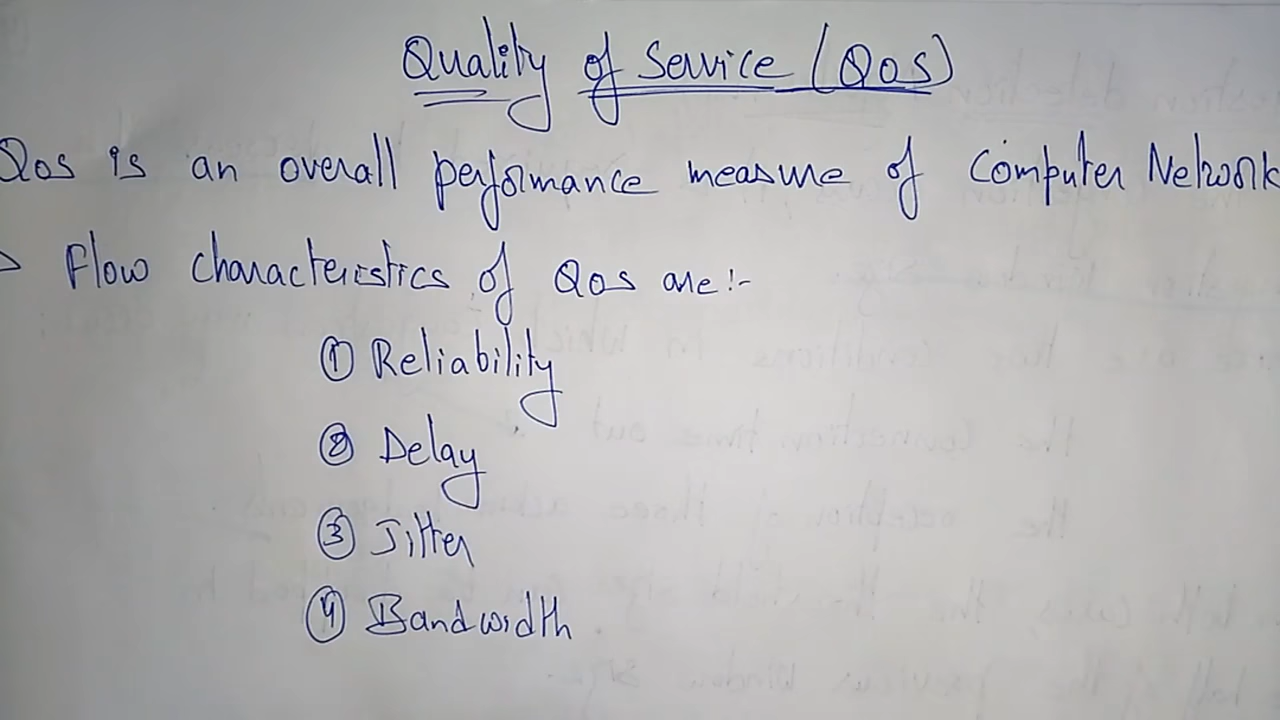 Quality of Service (QoS)
QoS is an overall performance measure of Computer Network
> Flow characteristics of QoS are:-
① Reliability
② Delay
③ Jitter
④ Bandwidth